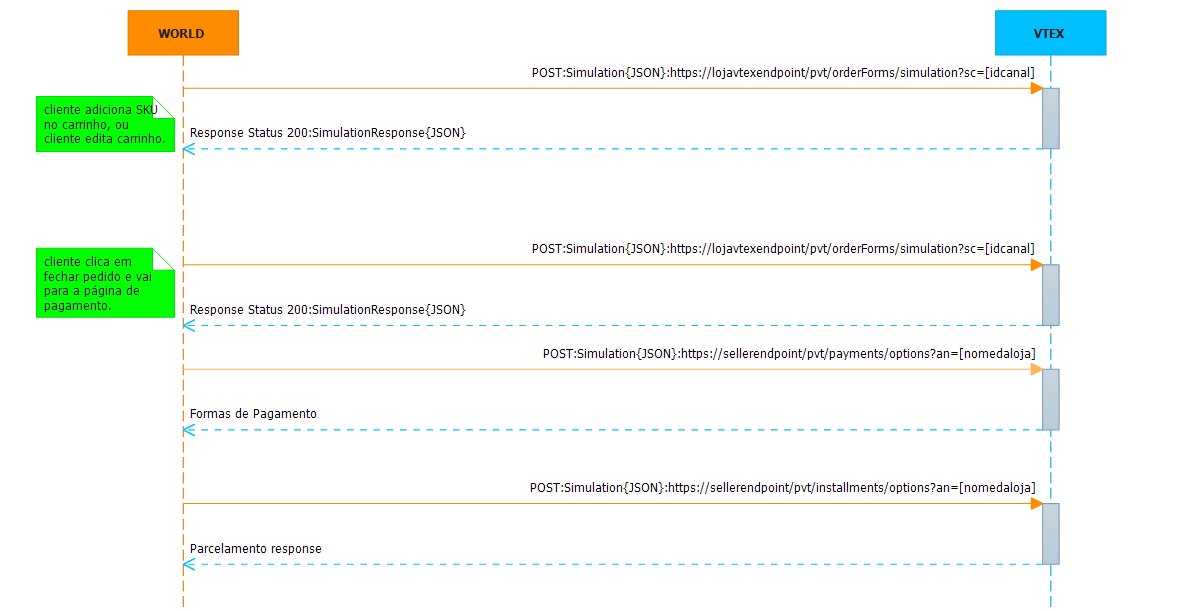 WORLD
VTEX
POST:Simulation{JSON}:https://lojavtexendpoint/pvt/orderForms/simulation?sc=[idcanal]
cliente adiciona SKU
no carrinho, ou
cliente edita carrinho.
Response Status 200:SimulationResponse{JSON}
POST:Simulation{JSON}:https://lojavtexendpoint/pvt/orderForms/simulation?sc=[idcanal]
cliente clica em
fechar pedido e vai
para a página de
pagamento.
Response Status 200:SimulationResponse{JSON}
POST:Simulation{JSON}:https://sellerendpoint/pvt/payments/options?an=[nomedaloja]
Formas de Pagamento
POST:Simulation{JSON}:https://sellerendpoint/pvt/installments/options?an=[nomedaloja]
Parcelamento response